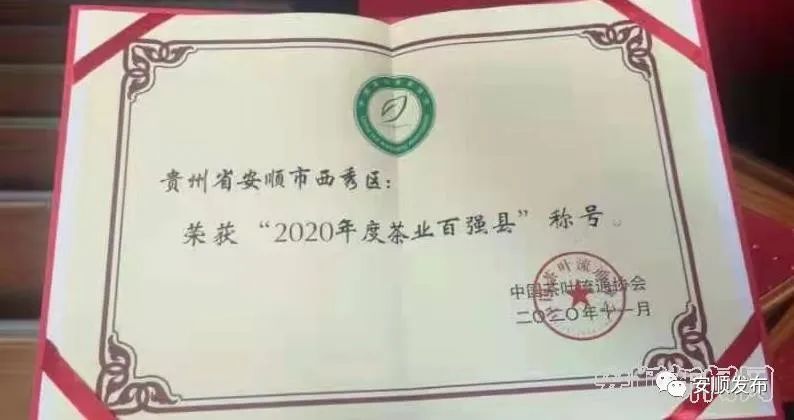 贵州省安顺市西秀区:
荣获“2020年度茶业百强县”称号。
中国茶叶流通协会
二〇二〇年十一月
安顺发布